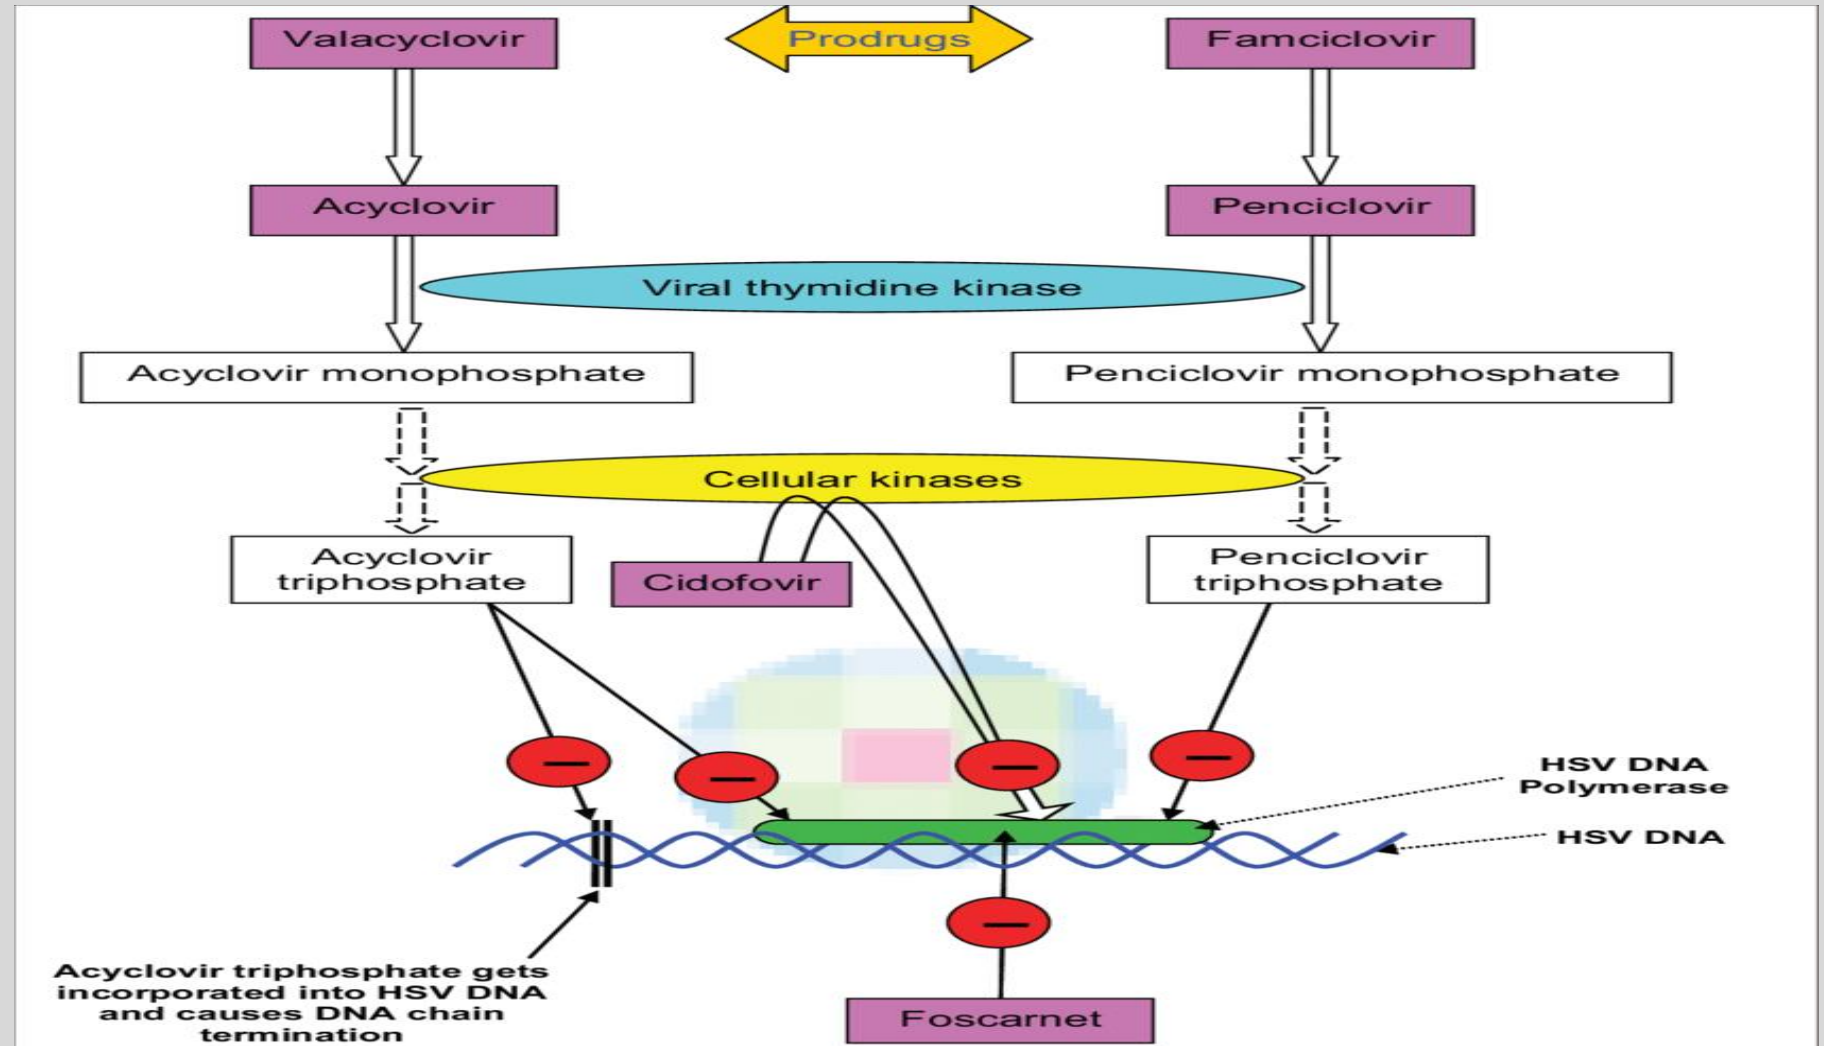 Valacyclovir
Prodrugs
Famciclovir
Acyclovir
Penciclovir
Viral thymidine kinase
Acyclovir monophosphate
Penciclovir monophosphate
Cellular kinases
Acyclovir
triphosphate
Cidofovir
Penciclovir
triphosphate
HSV DNA
Polymerase
HSV DNA
Acyclovir triphosphate gets
incorporated into HSV DNA
and causes DNA chain
termination
Foscarnet